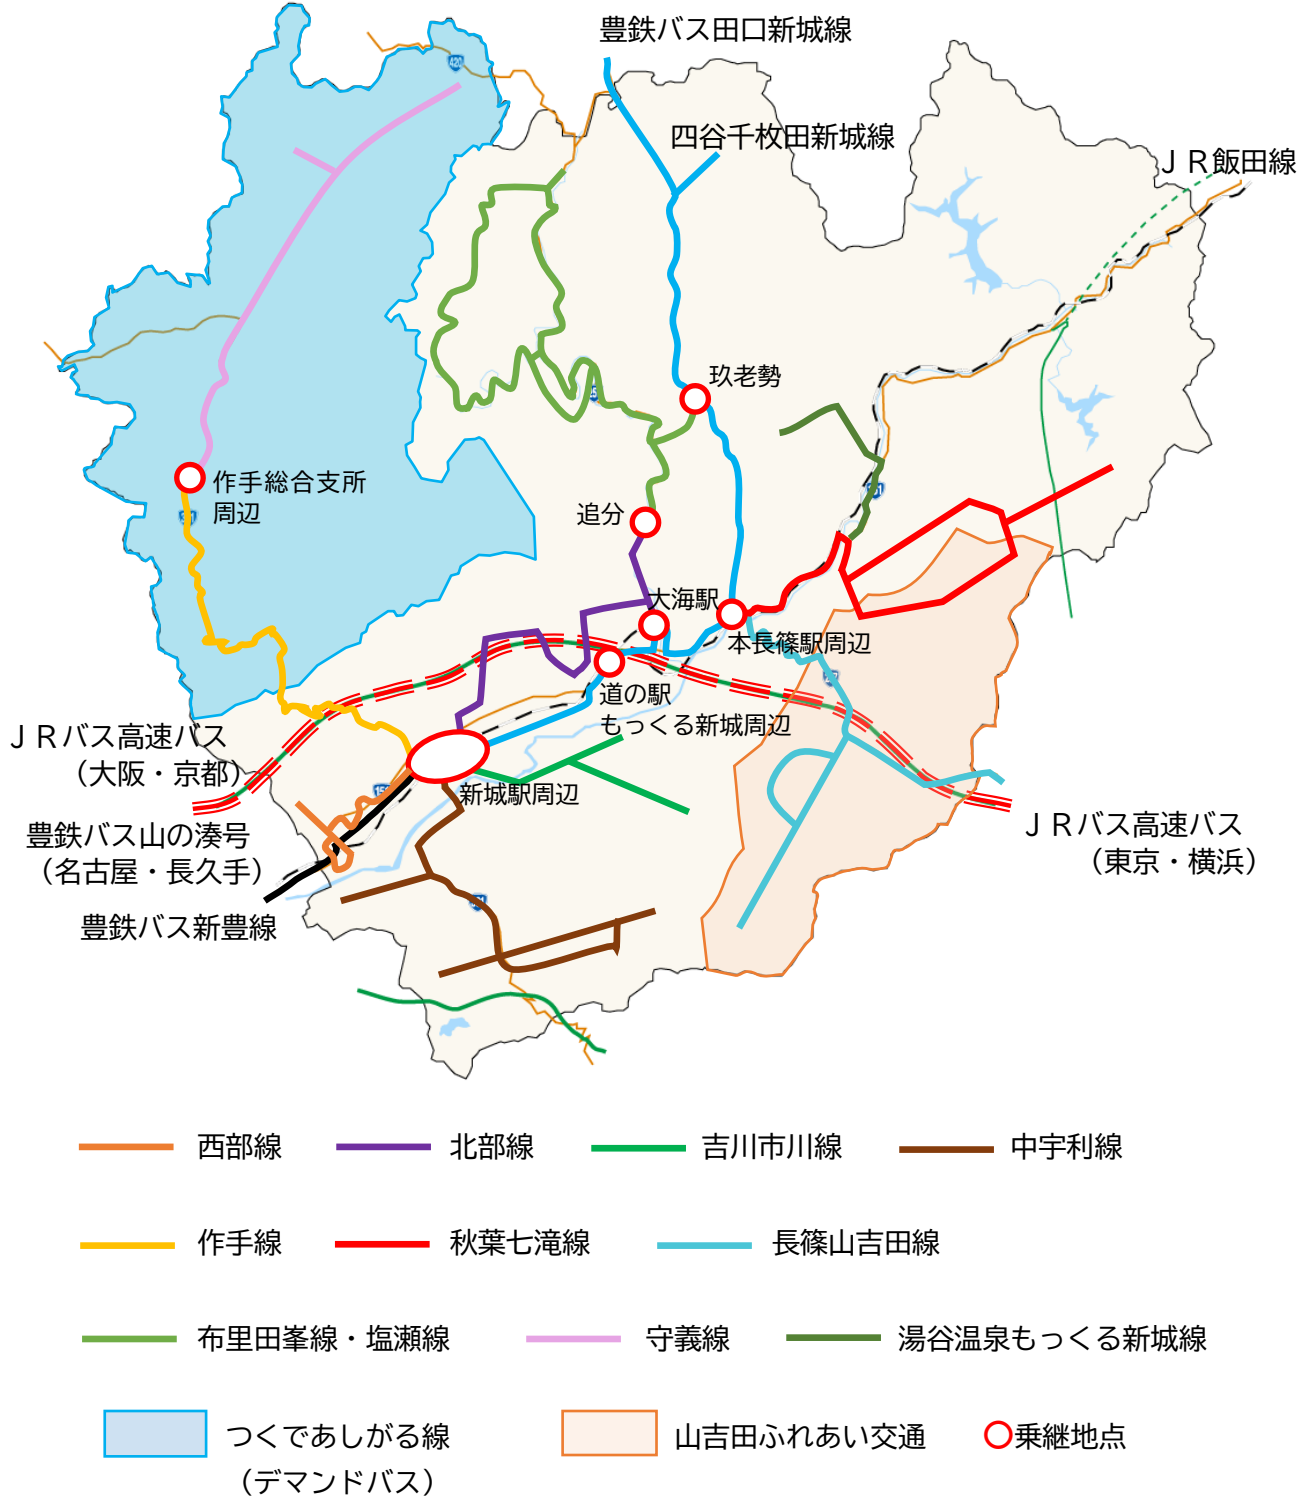 豊鉄バス田口新城線
420
四谷千枚田新城線
ＪＲ飯田線
玖老勢
作手総合支所
周辺
追分
大海駅
本長篠駅周辺
道の駅
もっくる新城周辺
ＪＲバス高速バス
（大阪・京都）
新城駅周辺
豊鉄バス山の湊号
（名古屋・長久手）
ＪＲバス高速バス
（東京・横浜）
豊鉄バス新豊線
西部線
北部線
吉川市川線
中宇利線
作手線
秋葉七滝線
長篠山吉田線
布里田峯線・塩瀬線
守義線
湯谷温泉もっくる新城線
つくであしがる線
（デマンドバス）
山吉田ふれあい交通
乗継地点